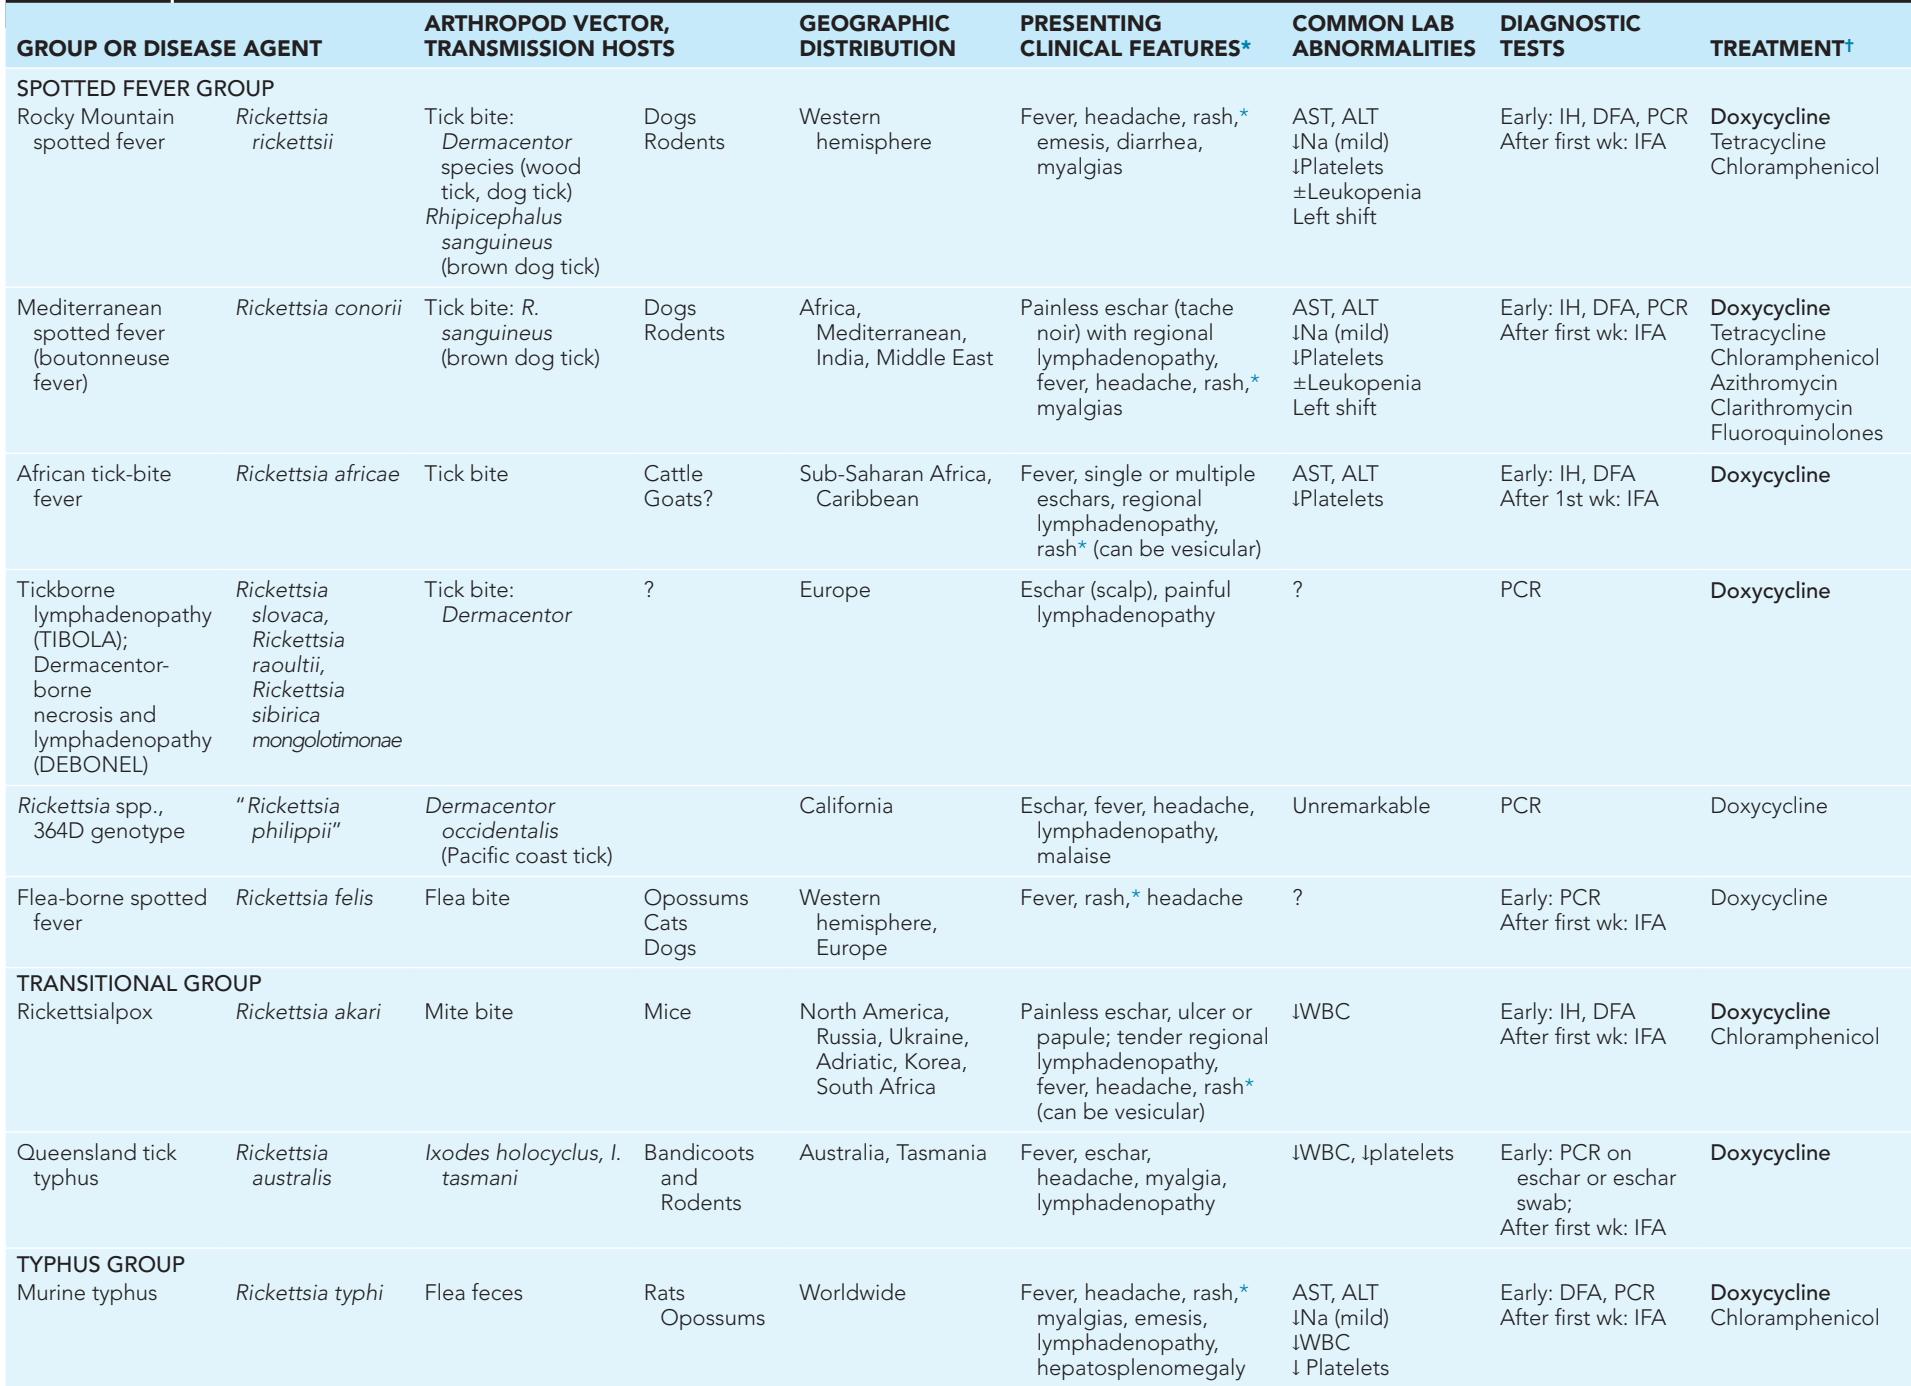 GROUP OR DISEASE AGENT
ARTHROPOD VECTOR,
TRANSMISSION HOSTS
GEOGRAPHIC
DISTRIBUTION
PRESENTING
CLINICAL FEATURES*
COMMON LAB
ABNORMALITIES
DIAGNOSTIC
TESTS
TREATMENT†
SPOTTED FEVER GROUP
Rocky Mountain
spotted fever
Rickettsia
rickettsii
Tick bite:
Dermacentor
species (wood
tick, dog tick)
Rhipicephalus
sanguineus
(brown dog tick)
Dogs
Rodents
Western
hemisphere
Fever, headache, rash,*
emesis, diarrhea,
myalgias
AST, ALT
↓Na (mild)
↓Platelets
±Leukopenia
Left shift
Early: IH, DFA, PCR
After first wk: IFA
Doxycycline
Tetracycline
Chloramphenicol
Mediterranean
spotted fever
(boutonneuse
fever)
Rickettsia conorii
Tick bite: R.
sanguineus
(brown dog tick)
Dogs
Rodents
Africa,
Mediterranean,
India, Middle East
Painless eschar (tache
noir) with regional
lymphadenopathy,
fever, headache, rash,*
myalgias
AST, ALT
↓Na (mild)
↓Platelets
±Leukopenia
Left shift
Early: IH, DFA, PCR
After first wk: IFA
Doxycycline
Tetracycline
Chloramphenicol
Azithromycin
Clarithromycin
Fluoroquinolones
African tick-bite
fever
Rickettsia africae
Tick bite
Cattle
Goats?
Sub-Saharan Africa,
Caribbean
Fever, single or multiple
eschars, regional
lymphadenopathy,
rash* (can be vesicular)
AST, ALT
↓Platelets
Early: IH, DFA
After 1st wk: IFA
Doxycycline
Tickborne
lymphadenopathy
(TIBOLA);
Dermacentor-
borne
necrosis and
lymphadenopathy
(DEBONEL)
Rickettsia
slovaca,
Rickettsia
raoultii,
Rickettsia
sibirica
mongolotimonae
Tick bite:
Dermacentor
?
Europe
Eschar (scalp), painful
lymphadenopathy
?
PCR
Doxycycline
Rickettsia spp.,
364D genotype
"Rickettsia
philippii"
Dermacentor
occidentalis
(Pacific coast tick)
California
Eschar, fever, headache,
lymphadenopathy,
malaise
Unremarkable
PCR
Doxycycline
Flea-borne spotted
fever
Rickettsia felis
Flea bite
Opossums
Cats
Dogs
Western
hemisphere,
Europe
Fever, rash,* headache
?
Early: PCR
After first wk: IFA
Doxycycline
TRANSITIONAL GROUP
Rickettsialpox
Rickettsia akari
Mite bite
Mice
North America,
Russia, Ukraine,
Adriatic, Korea,
South Africa
Painless eschar, ulcer or
papule; tender regional
lymphadenopathy,
fever, headache, rash*
(can be vesicular)
↓WBC
Early: IH, DFA
After first wk: IFA
Doxycycline
Chloramphenicol
Queensland tick
typhus
Rickettsia
australis
Ixodes holocyclus, I.
tasmani
Bandicoots
and
Rodents
Australia, Tasmania
Fever, eschar,
headache, myalgia,
lymphadenopathy
↓WBC, ↓platelets
Early: PCR on
eschar or eschar
swab;
After first wk: IFA
Doxycycline
TYPHUS GROUP
Murine typhus
Rickettsia typhi
Flea feces
Rats
Opossums
Worldwide
Fever, headache, rash,*
myalgias, emesis,
lymphadenopathy,
hepatosplenomegaly
AST, ALT
↓Na (mild)
↓WBC
↓ Platelets
Early: DFA, PCR
After first wk: IFA
Doxycycline
Chloramphenicol